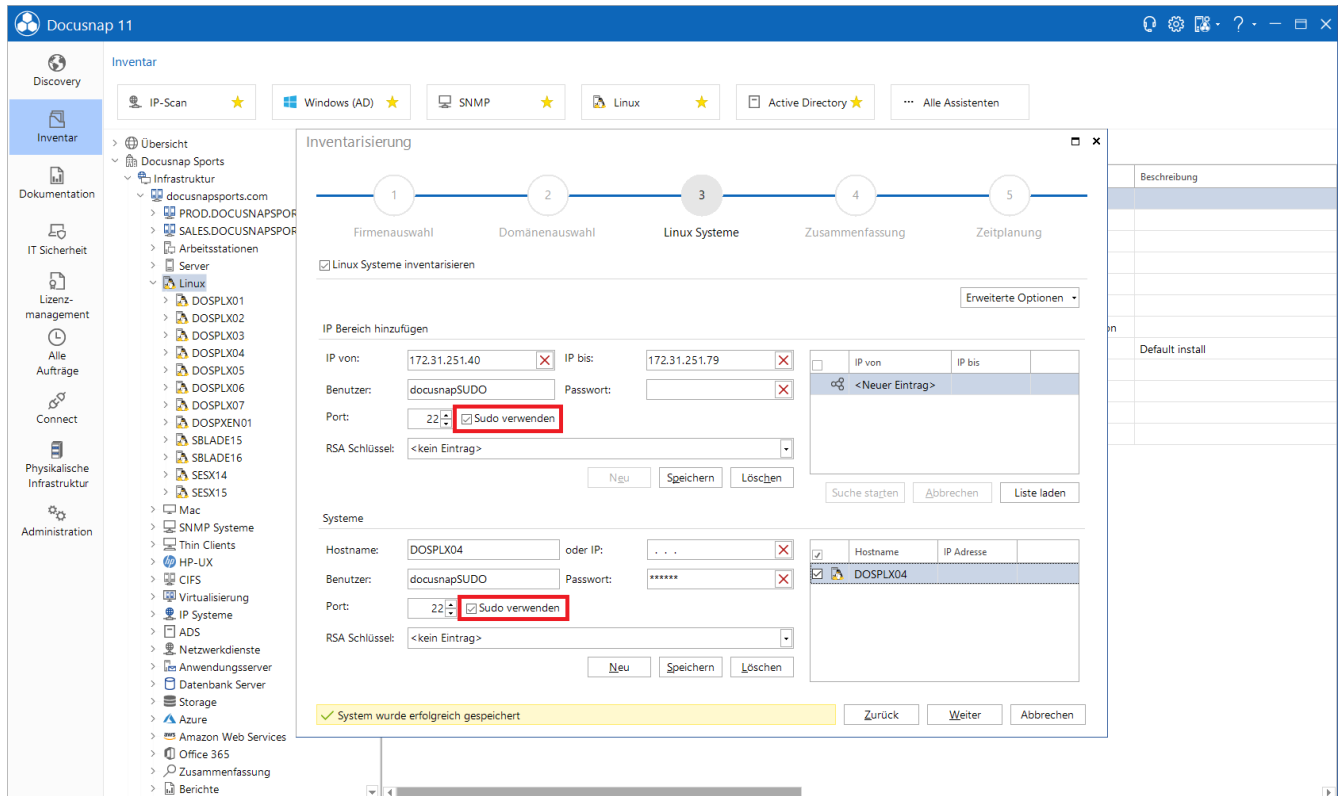 Docusnap 11
Discovery
Inventar
Dokumentation
IT Sicherheit
Lizenz-
management
Alle
Aufträge
Connect
Physikalische
Infrastruktur
Administration
Inventar
IP-Scan
Windows (AD)
SNMP
Linux
Active Directory
Alle Assistenten
Übersicht
Docusnap Sports
Infrastruktur
docusnapsports.com
PROD.DOCUSNAPSPOR
SALES.DOCUSNAPSPOR
Arbeitsstationen
Server
Linux
DOSPLX01
DOSPLX02
DOSPLX03
DOSPLX04
DOSPLX05
DOSPLX06
DOSPLX07
DOSPXEN01
SBLADE15
SBLADE16
SESX14
SESX15
Mac
SNMP Systeme
Thin Clients
HP-UX
CIFS
Virtualisierung
IP Systeme
ADS
Netzwerkdienste
Anwendungsserver
Datenbank Server
Storage
Azure
Amazon Web Services
Office 365
Zusammenfassung
Berichte
Inventarisierung
1 2 3 4 5
Firmenauswahl Domänenauswahl Linux Systeme Zusammenfassung Zeitplanung
Linux Systeme inventarisieren
Erweiterte Optionen
IP Bereich hinzufügen
IP von: 172.31.251.40 IP bis: 172.31.251.79
Benutzer: docusnapSUDO Passwort:
Port: 22 Sudo verwenden
RSA Schlüssel: <kein Eintrag>
Neu Speichern Löschen
IP von IP bis
<Neuer Eintrag>
Suche starten Abbrechen Liste laden
Systeme
Hostname: DOSPLX04 oder IP: . . .
Benutzer: docusnapSUDO Passwort: ******
Port: 22 Sudo verwenden
RSA Schlüssel: <kein Eintrag>
Neu Speichern Löschen
Hostname IP Adresse
DOSPLX04
System wurde erfolgreich gespeichert
Zurück Weiter Abbrechen
Beschreibung
on
Default install